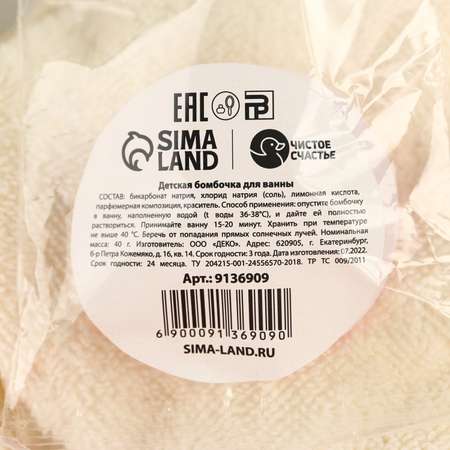 EAC
SIMA
LAND
ЧИСТОЕ
СЧАСТЬЕ
Детская бомбочка для ванны
СОСТАВ: бикарбонат натрия, хлорид натрия (соль), лимонная кислота,
парфюмерная композиция, краситель. Способ применения: опустите бомбочку
в ванну, наполненную водой (t воды 36-38°C), и дайте ей полностью
раствориться. Принимайте ванну 15-20 минут. Хранить при температуре
не выше 40 °C. Беречь от попадания прямых солнечных лучей. Номинальная
масса: 40 г. Изготовитель: ООО «ДЕКО». Адрес: 620905, г. Екатеринбург,
б-р Петра Кожемяко, д. 16, кв. 14. Срок годности: 3 года. Дата изготовления: 07.2022.
Срок годности: 24 месяца. ТУ 204215-001-24556570-2018. ТР ТС 009/2011
Арт.: 9136909
6 900091 369090
SIMA-LAND.RU